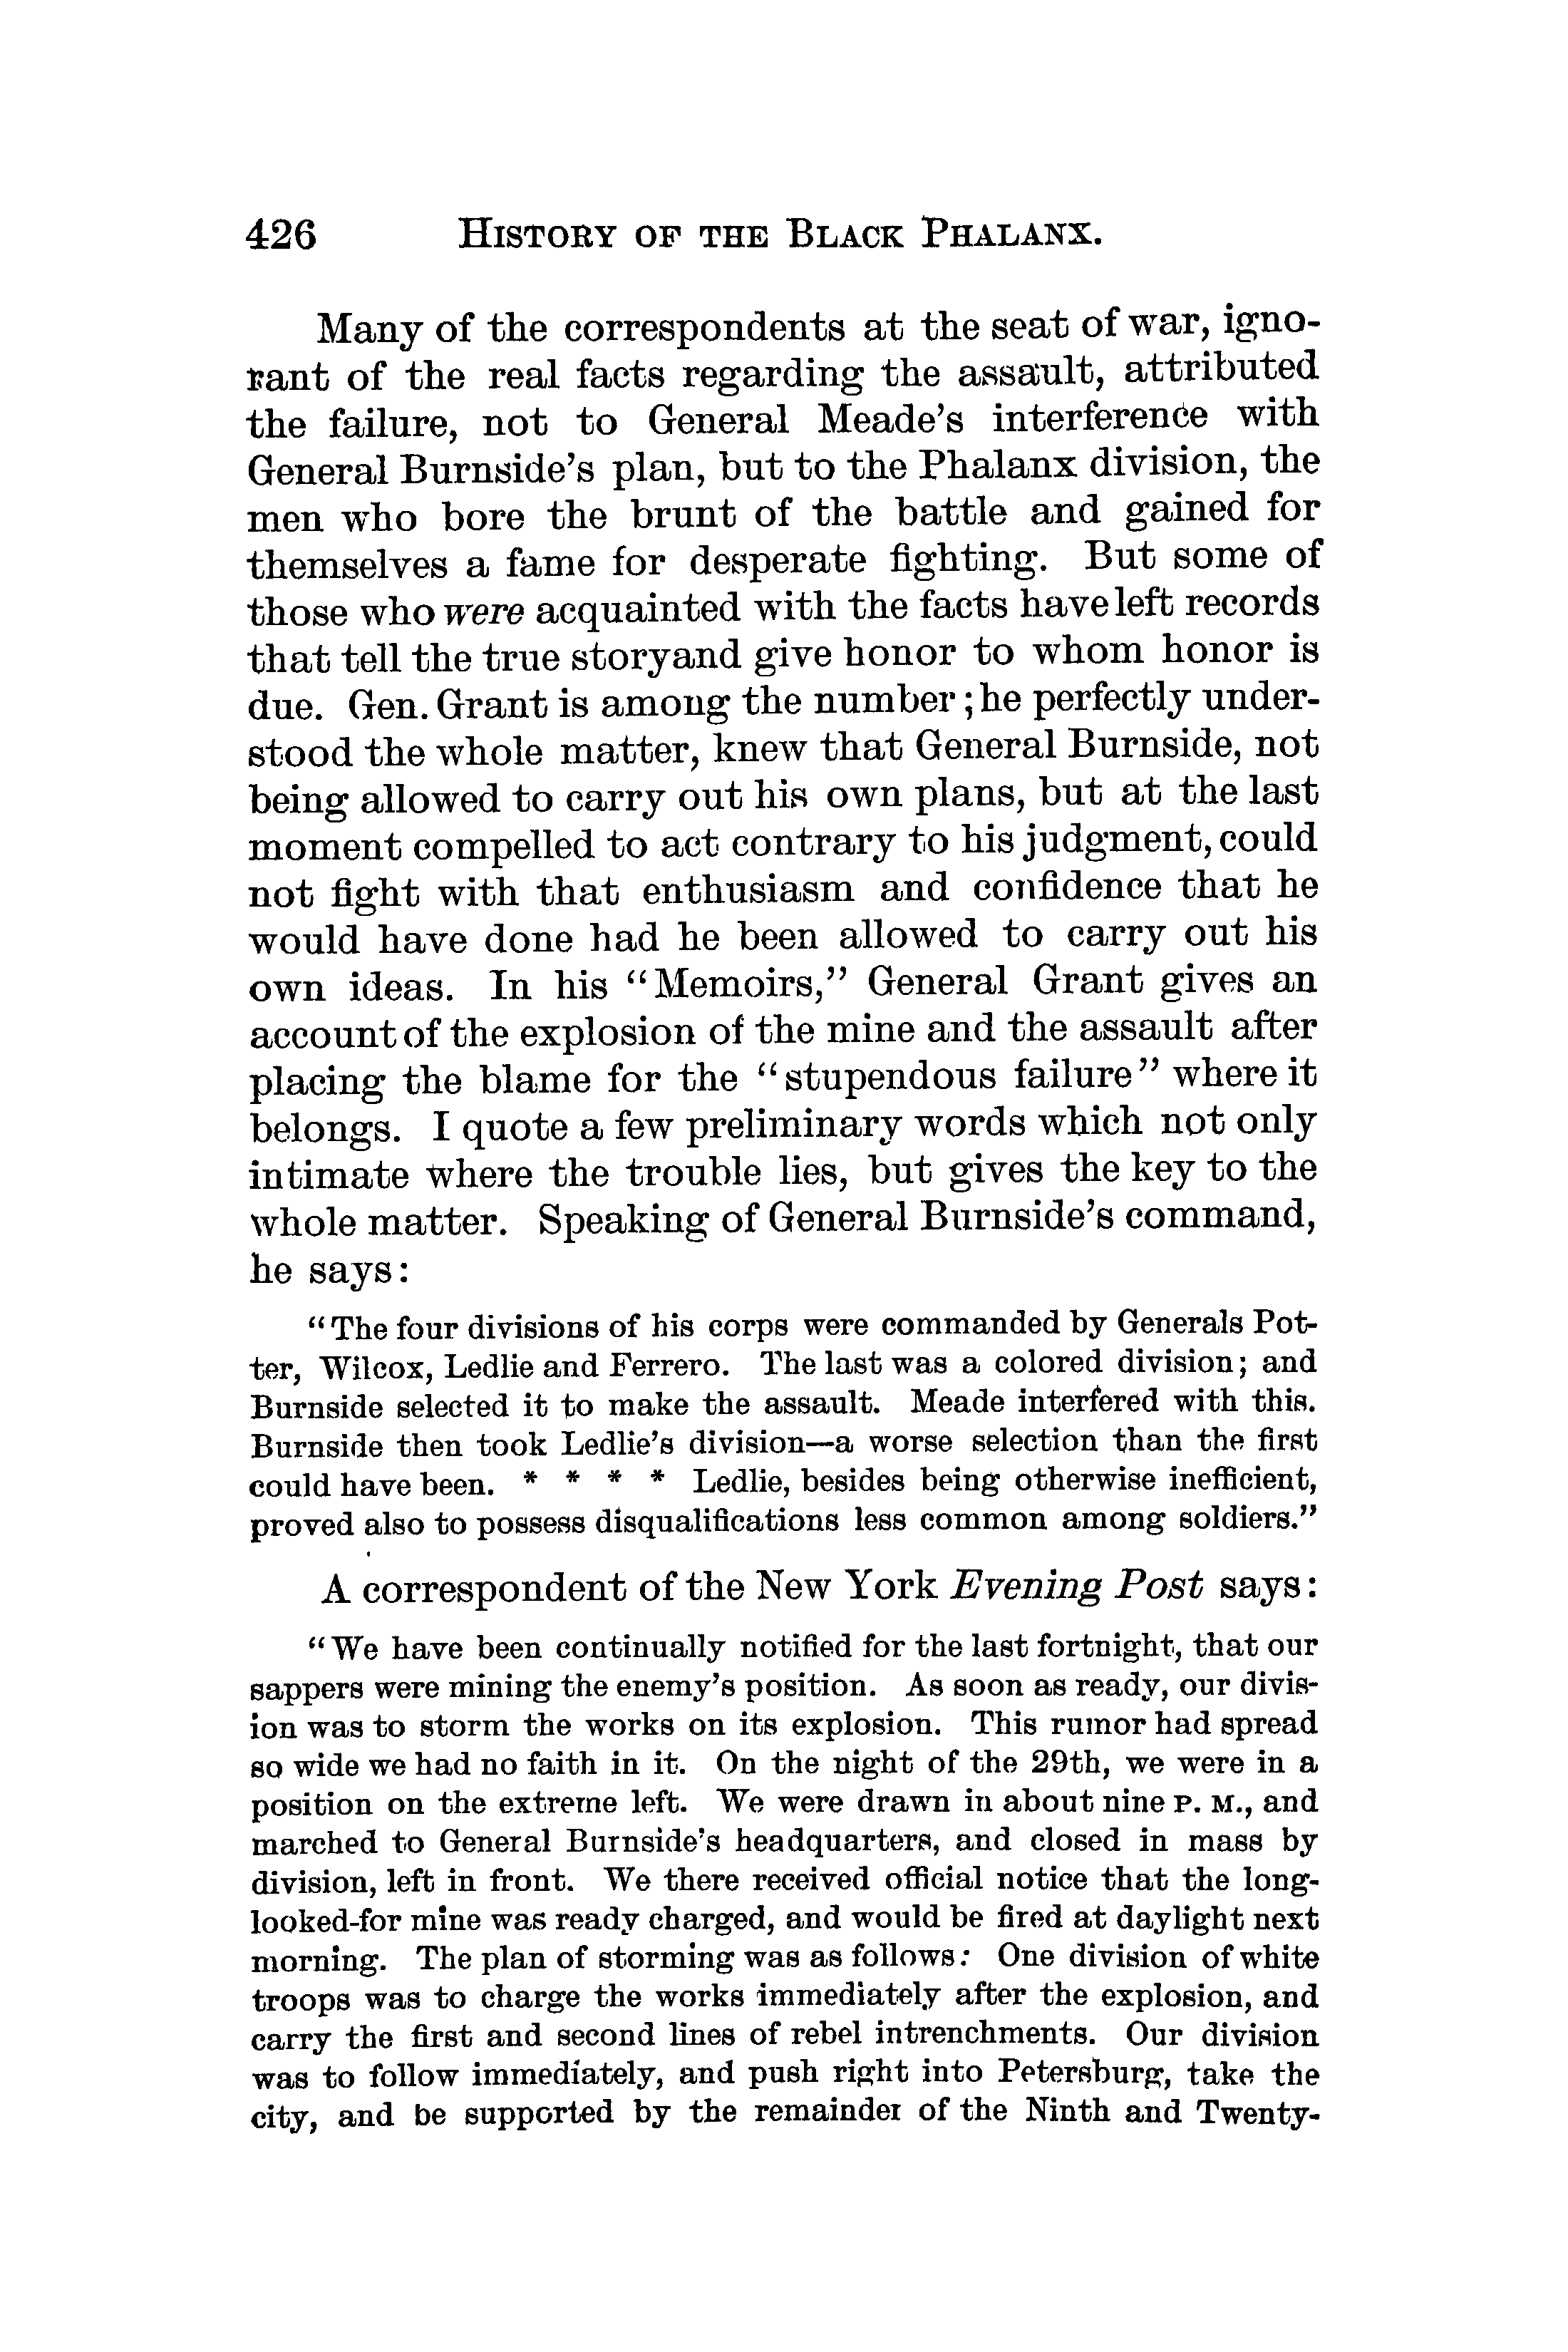 426 HISTORY OF THE BLACK PHALANX.
Many of the correspondents at the seat of war, igno-
rant of the real facts regarding the assault, attributed
the failure, not to General Meade's interference with
General Burnside's plan, but to the Phalanx division, the
men who bore the brunt of the battle and gained for
themselves a fame for desperate fighting. But some of
those who were acquainted with the facts have left records
that tell the true storyand give honor to whom honor is
due. Gen. Grant is among the number; he perfectly under-
stood the whole matter, knew that General Burnside, not
being allowed to carry out his own plans, but at the last
moment compelled to act contrary to his judgment, could
not fight with that enthusiasm and confidence that he
would have done had he been allowed to carry out his
own ideas. In his "Memoirs," General Grant gives an
account of the explosion of the mine and the assault after
placing the blame for the "stupendous failure" where it
belongs. I quote a few preliminary words which not only
intimate where the trouble lies, but gives the key to the
whole matter. Speaking of General Burnside's command,
he says:
"The four divisions of his corps were commanded by Generals Pot-
ter, Wilcox, Ledlie and Ferrero. The last was a colored division; and
Burnside selected it to make the assault. Meade interfered with this.
Burnside then took Ledlie's division—a worse selection than the first
could have been. * * * * Ledlie, besides being otherwise inefficient,
proved also to possess disqualifications less common among soldiers."
A correspondent of the New York Evening Post says:
"We have been continually notified for the last fortnight, that our
sappers were mining the enemy's position. As soon as ready, our divis-
ion was to storm the works on its explosion. This rumor had spread
so wide we had no faith in it. On the night of the 29th, we were in a
position on the extreme left. We were drawn in about nine P. M., and
marched to General Burnside's headquarters, and closed in mass by
division, left in front. We there received official notice that the long-
looked-for mine was ready charged, and would be fired at daylight next
morning. The plan of storming was as follows: One division of white
troops was to charge the works immediately after the explosion, and
carry the first and second lines of rebel intrenchments. Our division
was to follow immediately, and push right into Petersburg, take the
city, and be supported by the remainder of the Ninth and Twenty-